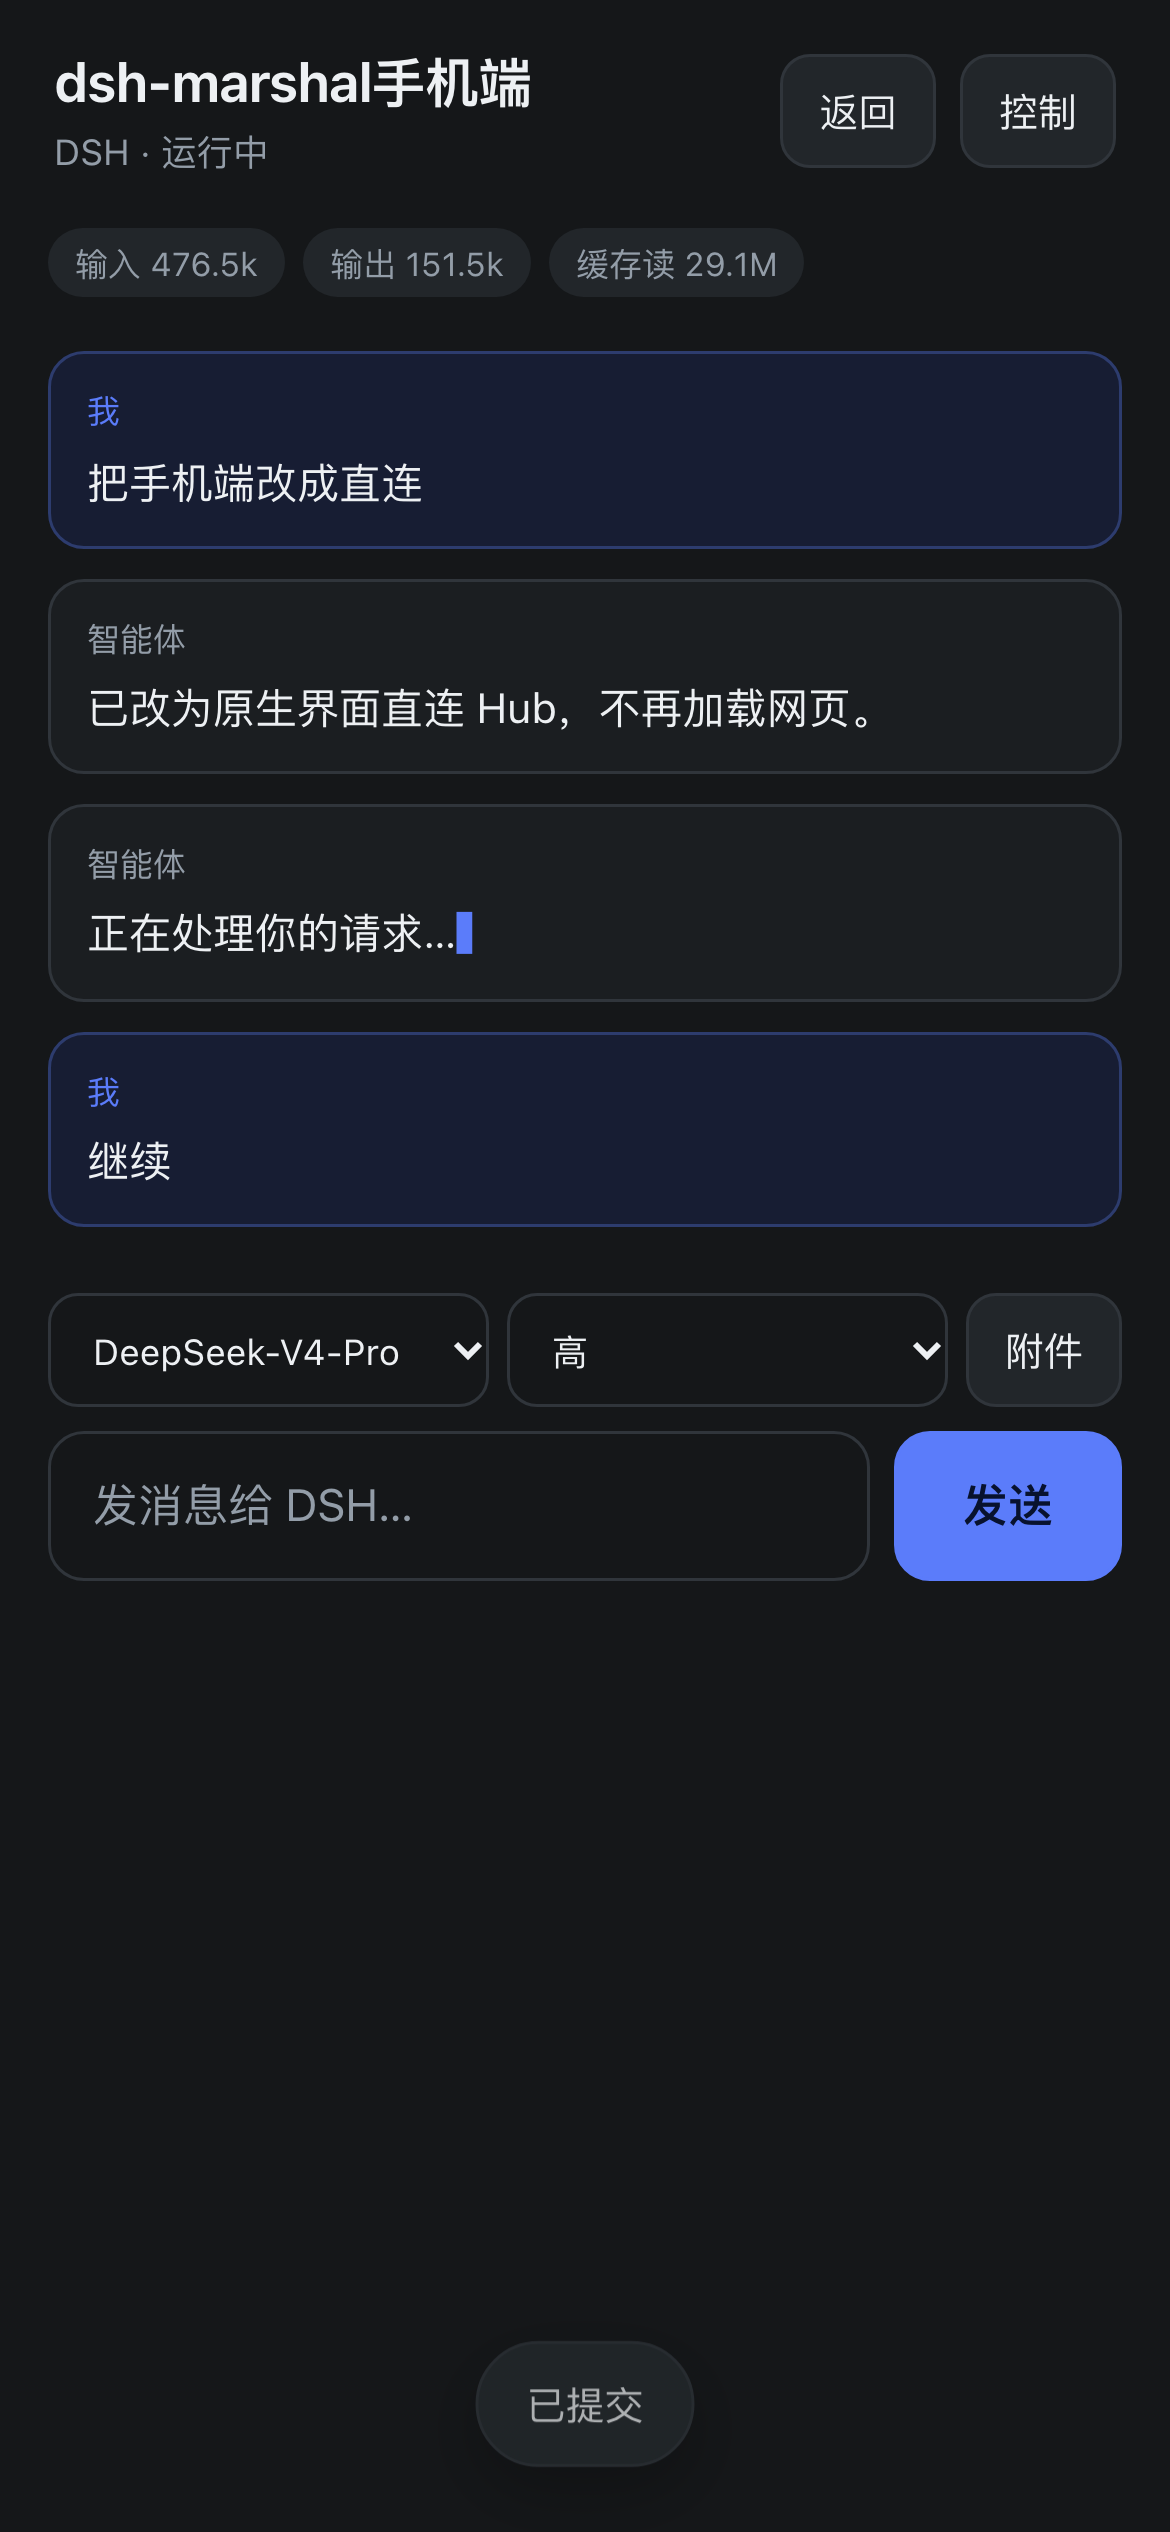 dsh-marshal手机端
DSH · 运行中
返回
控制
输入 476.5k
输出 151.5k
缓存读 29.1M
我
把手机端改成直连
智能体
已改为原生界面直连 Hub，不再加载网页。
智能体
正在处理你的请求...
我
继续
DeepSeek-V4-Pro
高
附件
发消息给 DSH...
发送
已提交